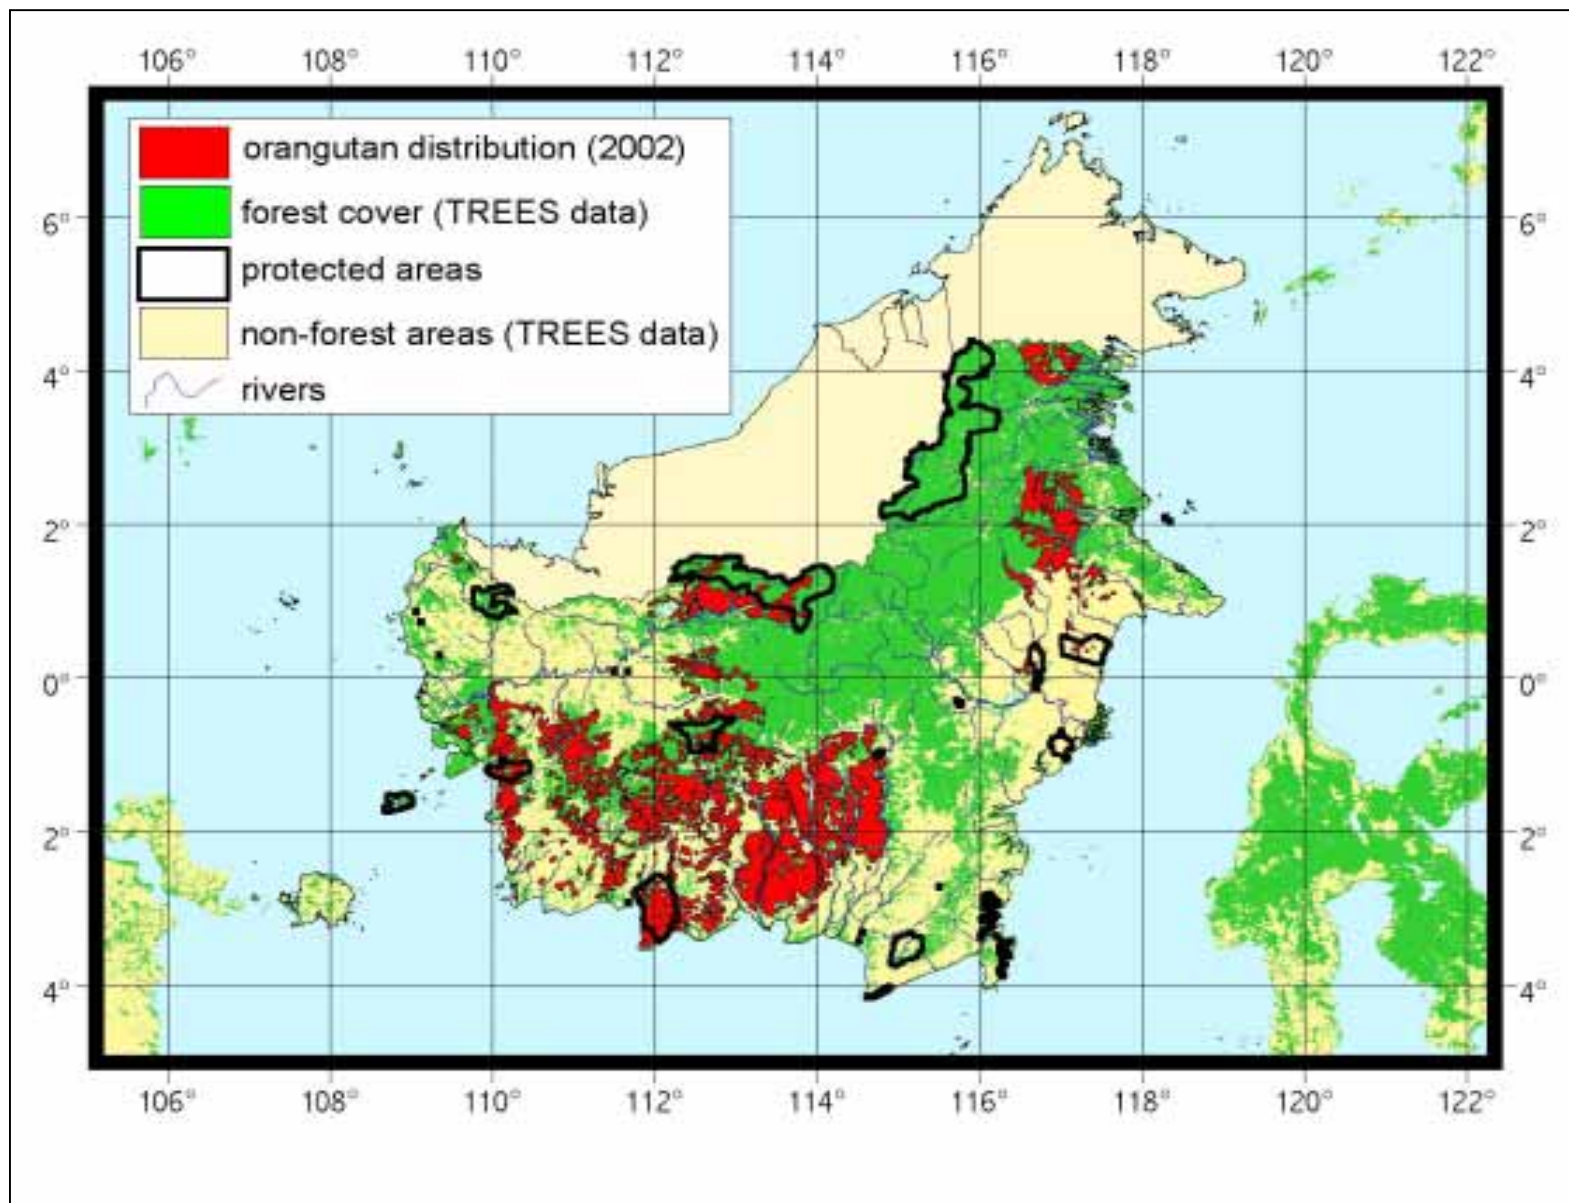 106° 108° 110° 112° 114° 116° 118° 120° 122°
orangutan distribution (2002)
forest cover (TREES data)
protected areas
non-forest areas (TREES data)
rivers
6° 6°
4° 4°
2° 2°
0° 0°
2° 2°
4° 4°
106° 108° 110° 112° 114° 116° 118° 120° 122°